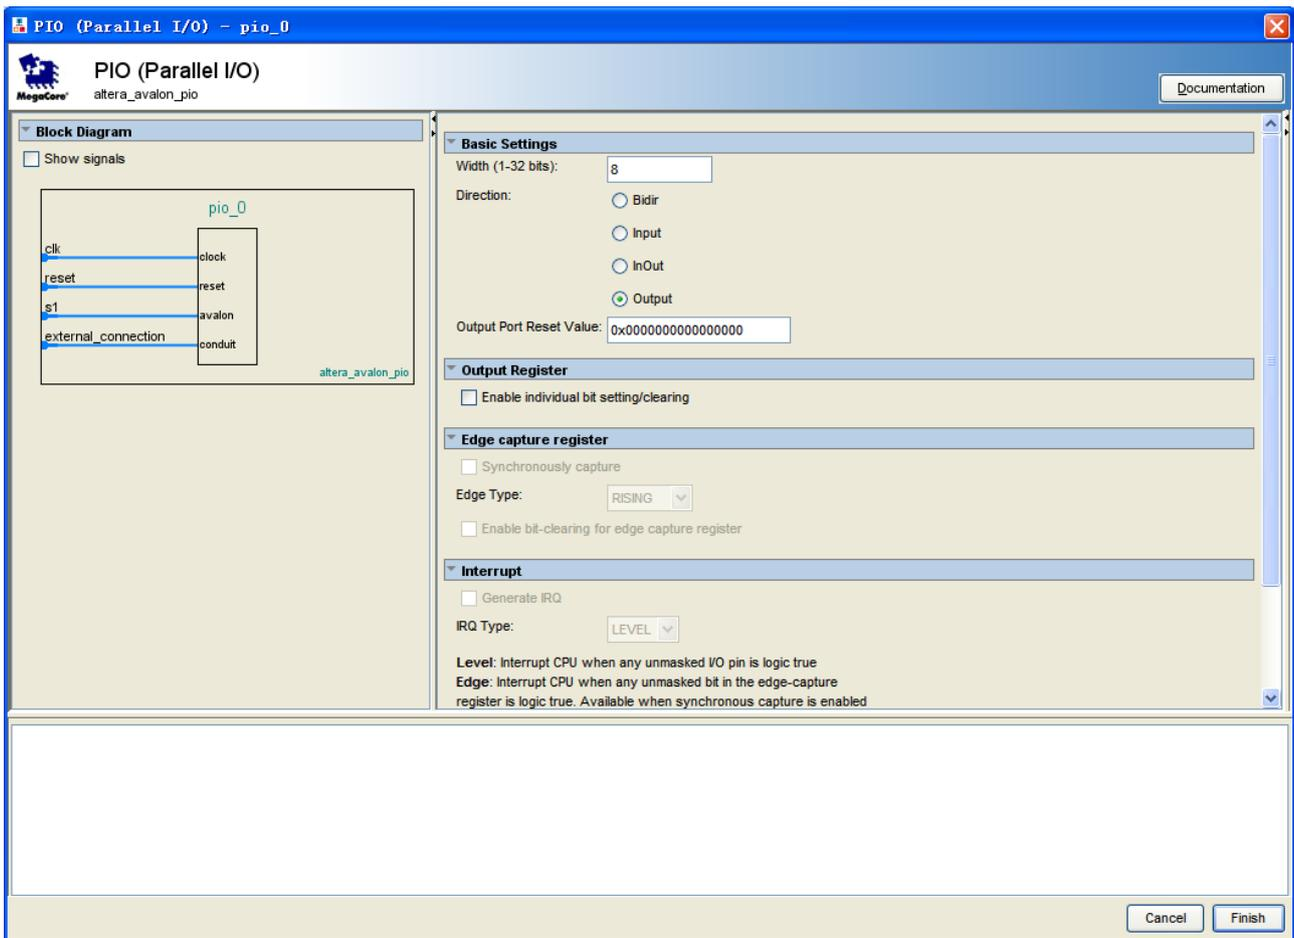 PIO (Parallel I/O) - pio_0
PIO (Parallel I/O)
altera_avalon_pio
MegaCore®
Documentation
Block Diagram
Show signals
pio_0
clk
clock
reset
reset
s1
avalon
external_connection
conduit
altera_avalon_pio
Basic Settings
Width (1-32 bits): 8
Direction: Bidir
Input
InOut
Output
Output Port Reset Value: 0x0000000000000000
Output Register
Enable individual bit setting/clearing
Edge capture register
Synchronously capture
Edge Type: RISING
Enable bit-clearing for edge capture register
Interrupt
Generate IRQ
IRQ Type: LEVEL
Level: Interrupt CPU when any unmasked I/O pin is logic true
Edge: Interrupt CPU when any unmasked bit in the edge-capture
register is logic true. Available when synchronous capture is enabled
Cancel Finish